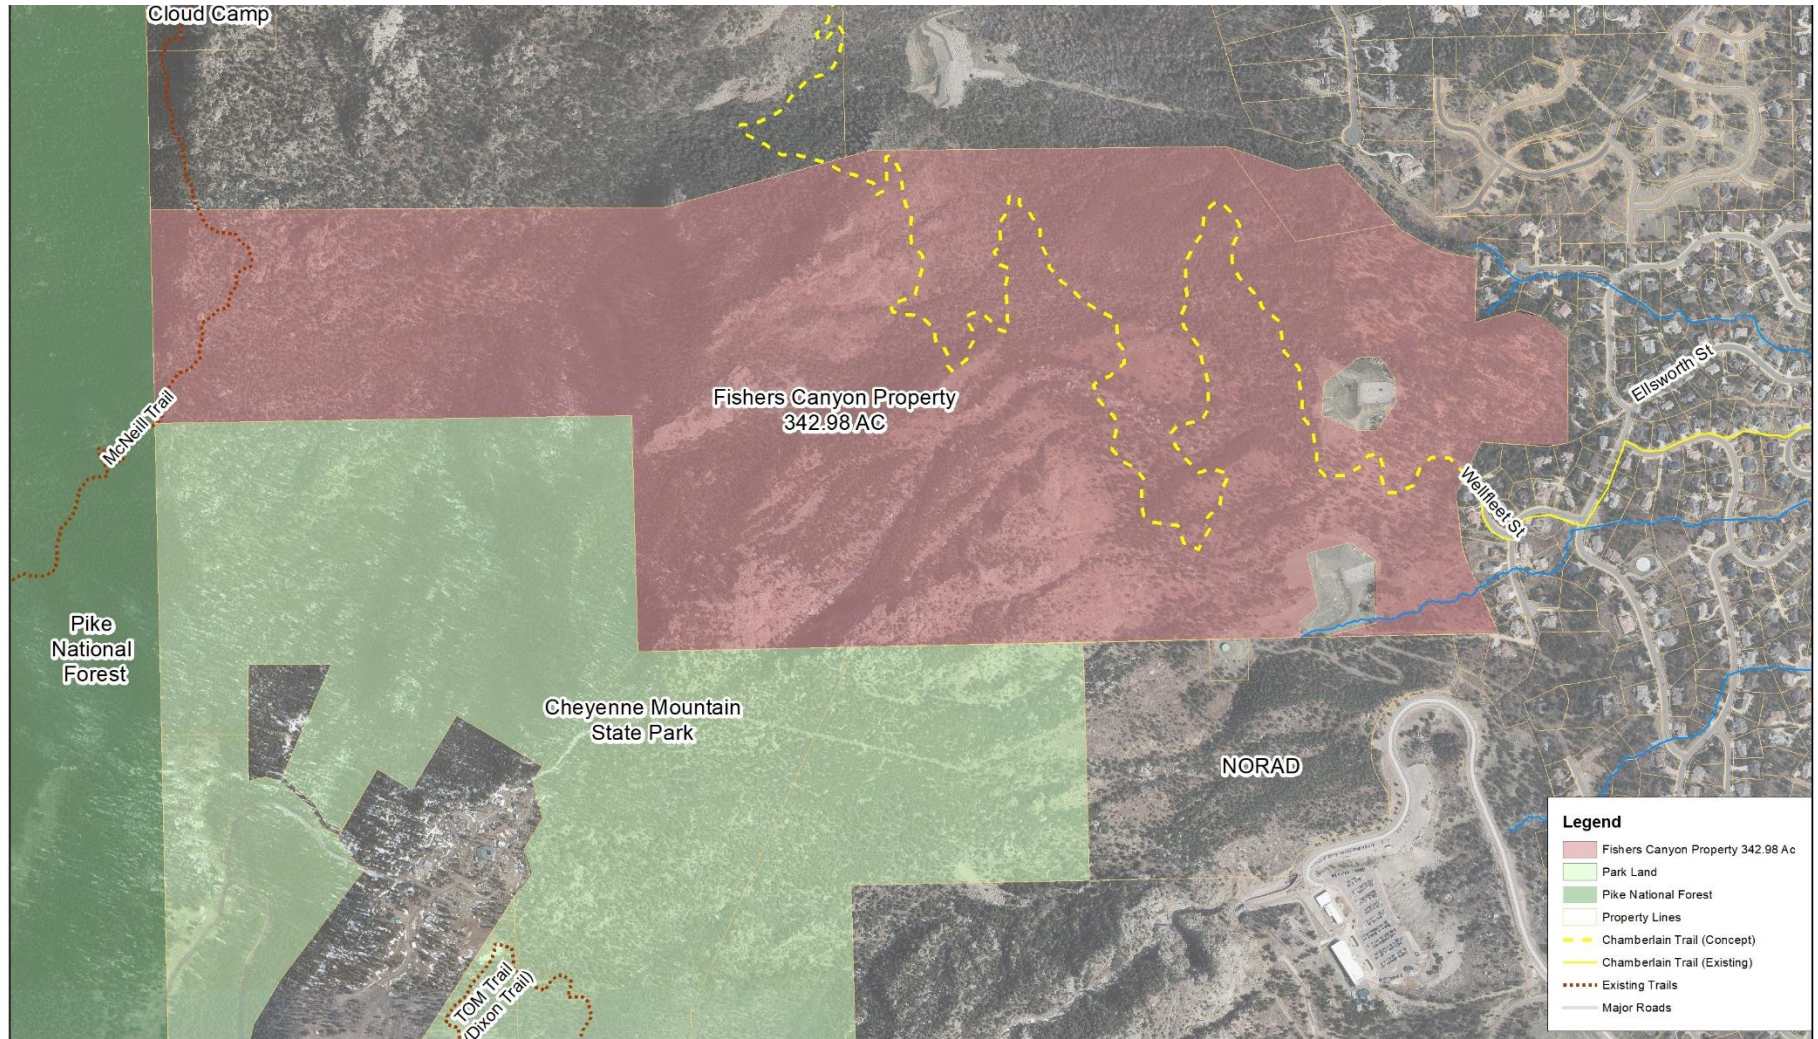 Cloud Camp
McNeill Trail
Fishers Canyon Property
342.98 AC
Ellsworth St
Wellfleet St
Pike
National
Forest
Cheyenne Mountain
State Park
NORAD
TOM Trail
(Dixon Trail)
Legend
Fishers Canyon Property 342.98 Ac
Park Land
Pike National Forest
Property Lines
Chamberlain Trail (Concept)
Chamberlain Trail (Existing)
Existing Trails
Major Roads